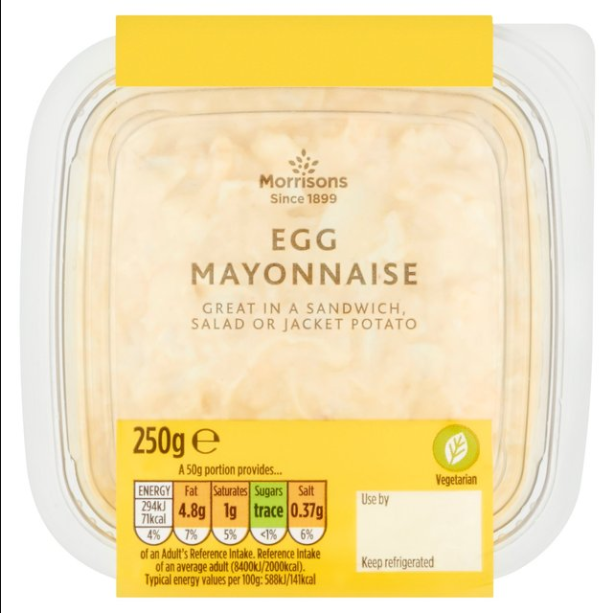 Morrisons
Since 1899
EGG
MAYONNAISE
GREAT IN A SANDWICH,
SALAD OR JACKET POTATO
250g e
Vegetarian
A 50g portion provides...
ENERGY Fat Saturates Sugars Salt
294kJ
71kcal 4.8g 1g trace 0.37g
4% 7% 5% <1% 6%
of an Adult's Reference Intake. Reference Intake
of an average adult (8400kJ/2000kcal).
Typical energy values per 100g: 588kJ/141kcal
Use by
Keep refrigerated